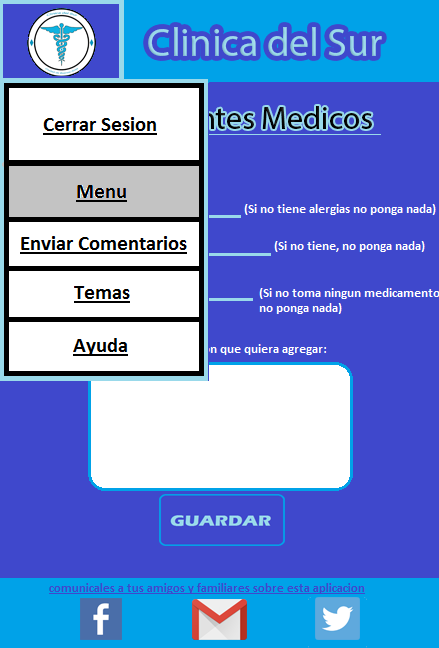 Clinica del Sur
ntes Medicos
Cerrar Sesion
Menu
Enviar Comentarios
Temas
Ayuda
(Si no tiene alergias no ponga nada)
(Si no tiene, no ponga nada)
(Si no toma ningun medicamento
no ponga nada)
on que quiera agregar:
GUARDAR
comunicales a tus amigos y familiares sobre esta aplicacion